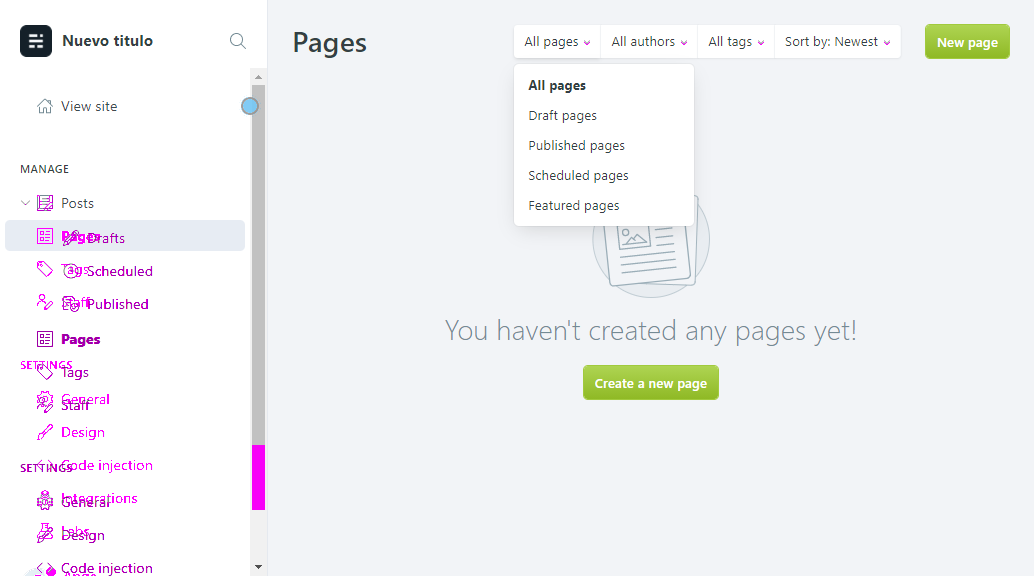 Nuevo titulo
View site
MANAGE
Posts
Pages
Drafts
Tags
Scheduled
Staff
Published
Pages
SETTINGS
Tags
General
Staff
Design
Code injection
SETTINGS
Integrations
General
Labs
Design
Code injection
Pages
All pages
All authors
All tags
Sort by: Newest
New page
All pages
Draft pages
Published pages
Scheduled pages
Featured pages
You haven't created any pages yet!
Create a new page